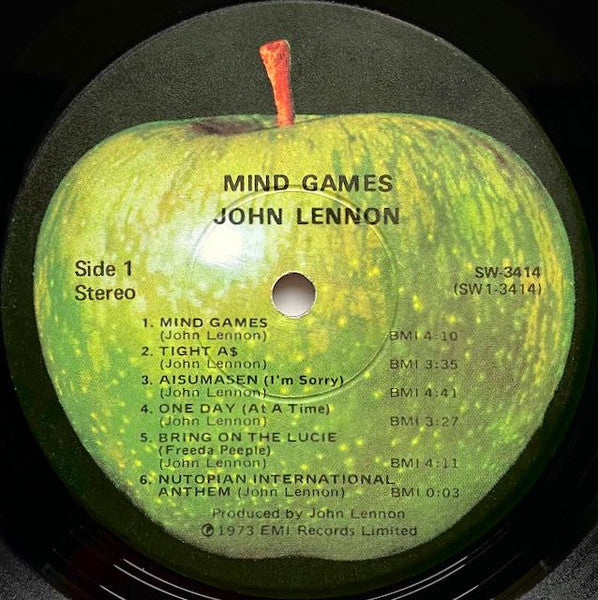 MIND GAMES
JOHN LENNON
Side 1
Stereo
SW-3414
(SW1-3414)
1. MIND GAMES
(John Lennon) BMI 4:10
2. TIGHT A$
(John Lennon) BMI 3:35
3. AISUMASEN (I'm Sorry)
(John Lennon) BMI 4:41
4. ONE DAY (At A Time)
(John Lennon) BMI 3:27
5. BRING ON THE LUCIE
(Freeda Peeple)
(John Lennon) BMI 4:11
6. NUTOPIAN INTERNATIONAL
ANTHEM (John Lennon) BMI 0:03
Produced by John Lennon
℗ 1973 EMI Records Limited